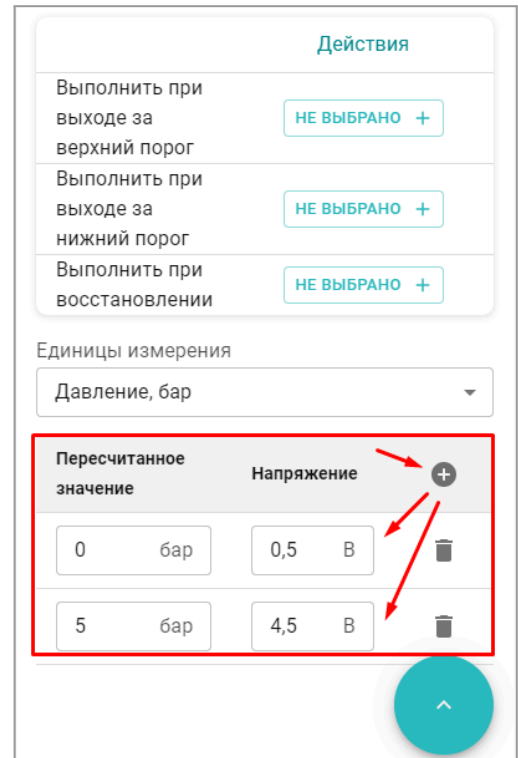 Действия
Выполнить при
выходе за
верхний порог
НЕ ВЫБРАНО +
Выполнить при
выходе за
нижний порог
НЕ ВЫБРАНО +
Выполнить при
восстановлении
НЕ ВЫБРАНО +
Единицы измерения
Давление, бар
Пересчитанное
значение
Напряжение
0 бар 0,5 В
5 бар 4,5 В